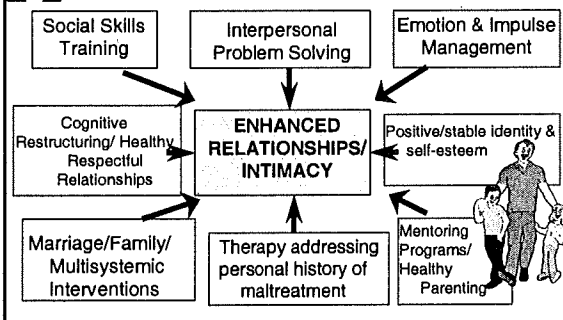 Social Skills
Training
Interpersonal
Problem Solving
Emotion & Impulse
Management
Cognitive
Restructuring/ Healthy
Respectful
Relationships
ENHANCED
RELATIONSHIPS/
INTIMACY
Positive/stable identity &
self-esteem
Marriage/Family/
Multisystemic
Interventions
Therapy addressing
personal history of
maltreatment
Mentoring
Programs/
Healthy
Parenting